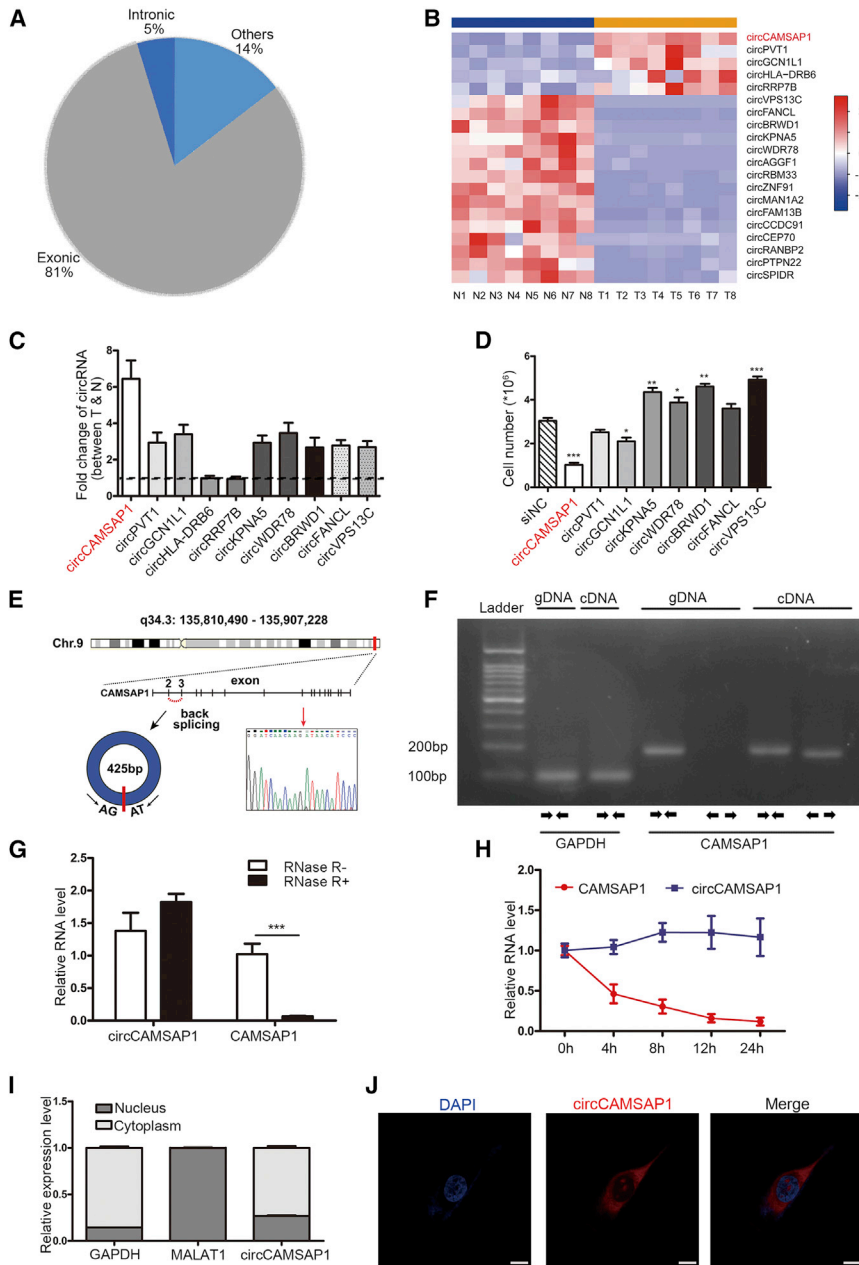 A
Intronic
5%
Others
14%
Exonic
81%
B
circCAMSAP1
circPVT1
circGCN1L1
circHLA-DRB6
circRRP7B
circVPS13C
circFANCL
circBRWD1
circKPNA5
circWDR78
circAGGF1
circRBM33
circZNF91
circMAN1A2
circFAM13B
circCCDC91
circCEP70
circRANBP2
circPTPN22
circSPIDR
N1 N2 N3 N4 N5 N6 N7 N8 T1 T2 T3 T4 T5 T6 T7 T8
C
Fold change of circRNA
(between T & N)
8
6
4
2
0
circCAMSAP1
circPVT1
circGCN1L1
circHLA-DRB6
circRRP7B
circKPNA5
circWDR78
circBRWD1
circFANCL
circVPS13C
D
Cell number (*10⁶)
6
4
2
0
***
*
**
*
**
***
siNC
circCAMSAP1
circPVT1
circGCN1L1
circKPNA5
circWDR78
circBRWD1
circFANCL
circVPS13C
E
q34.3: 135,810,490 - 135,907,228
Chr.9
2 3 exon
CAMSAP1
back
splicing
425bp
AG AT
GGATCAACAAGATAACATCCC
F
Ladder gDNA cDNA gDNA cDNA
200bp
100bp
GAPDH CAMSAP1
G
Relative RNA level
2.0
1.5
1.0
0.5
0.0
RNase R-
RNase R+
***
circCAMSAP1 CAMSAP1
H
CAMSAP1 circCAMSAP1
Relative RNA level
2.0
1.5
1.0
0.5
0.0
0h 4h 8h 12h 24h
I
Nucleus
Cytoplasm
Relative expression level
1.5
1.0
0.5
0.0
GAPDH MALAT1 circCAMSAP1
J
DAPI circCAMSAP1 Merge